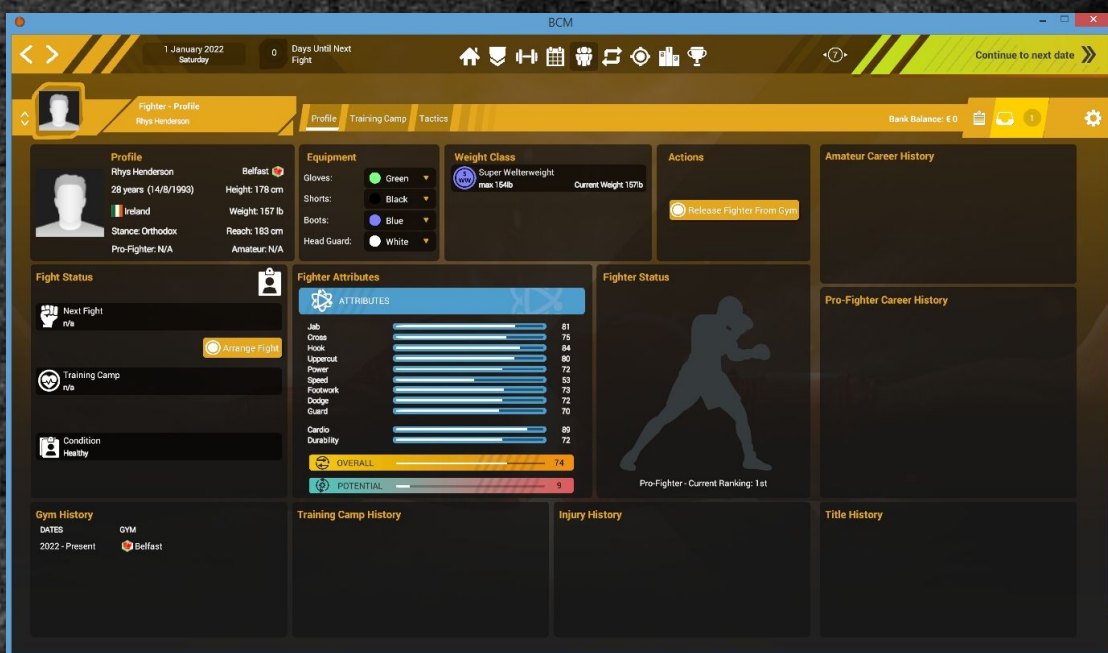 BCM
1 January 2022
Saturday
0
Days Until Next
Fight
7
Continue to next date
Fighter - Profile
Rhys Henderson
Profile
Training Camp
Tactics
Bank Balance: € 0
1
Profile
Rhys Henderson
Belfast
28 years (14/8/1993)
Height: 178 cm
Ireland
Weight: 157 lb
Stance: Orthodox
Reach: 183 cm
Pro-Fighter: N/A
Amateur: N/A
Equipment
Gloves:
Green
Shorts:
Black
Boots:
Blue
Head Guard:
White
Weight Class
S
WW
Super Welterweight
max 154lb
Current Weight 157lb
Actions
Release Fighter From Gym
Amateur Career History
Fight Status
Next Fight
n/a
Arrange Fight
Training Camp
n/a
Condition
Healthy
Fighter Attributes
ATTRIBUTES
Jab 81
Cross 75
Hook 84
Uppercut 80
Power 72
Speed 53
Footwork 73
Dodge 72
Guard 70
Cardio 89
Durability 72
OVERALL 74
POTENTIAL 9
Fighter Status
Pro-Fighter - Current Ranking: 1st
Pro-Fighter Career History
Gym History
DATES GYM
2022 - Present Belfast
Training Camp History
Injury History
Title History